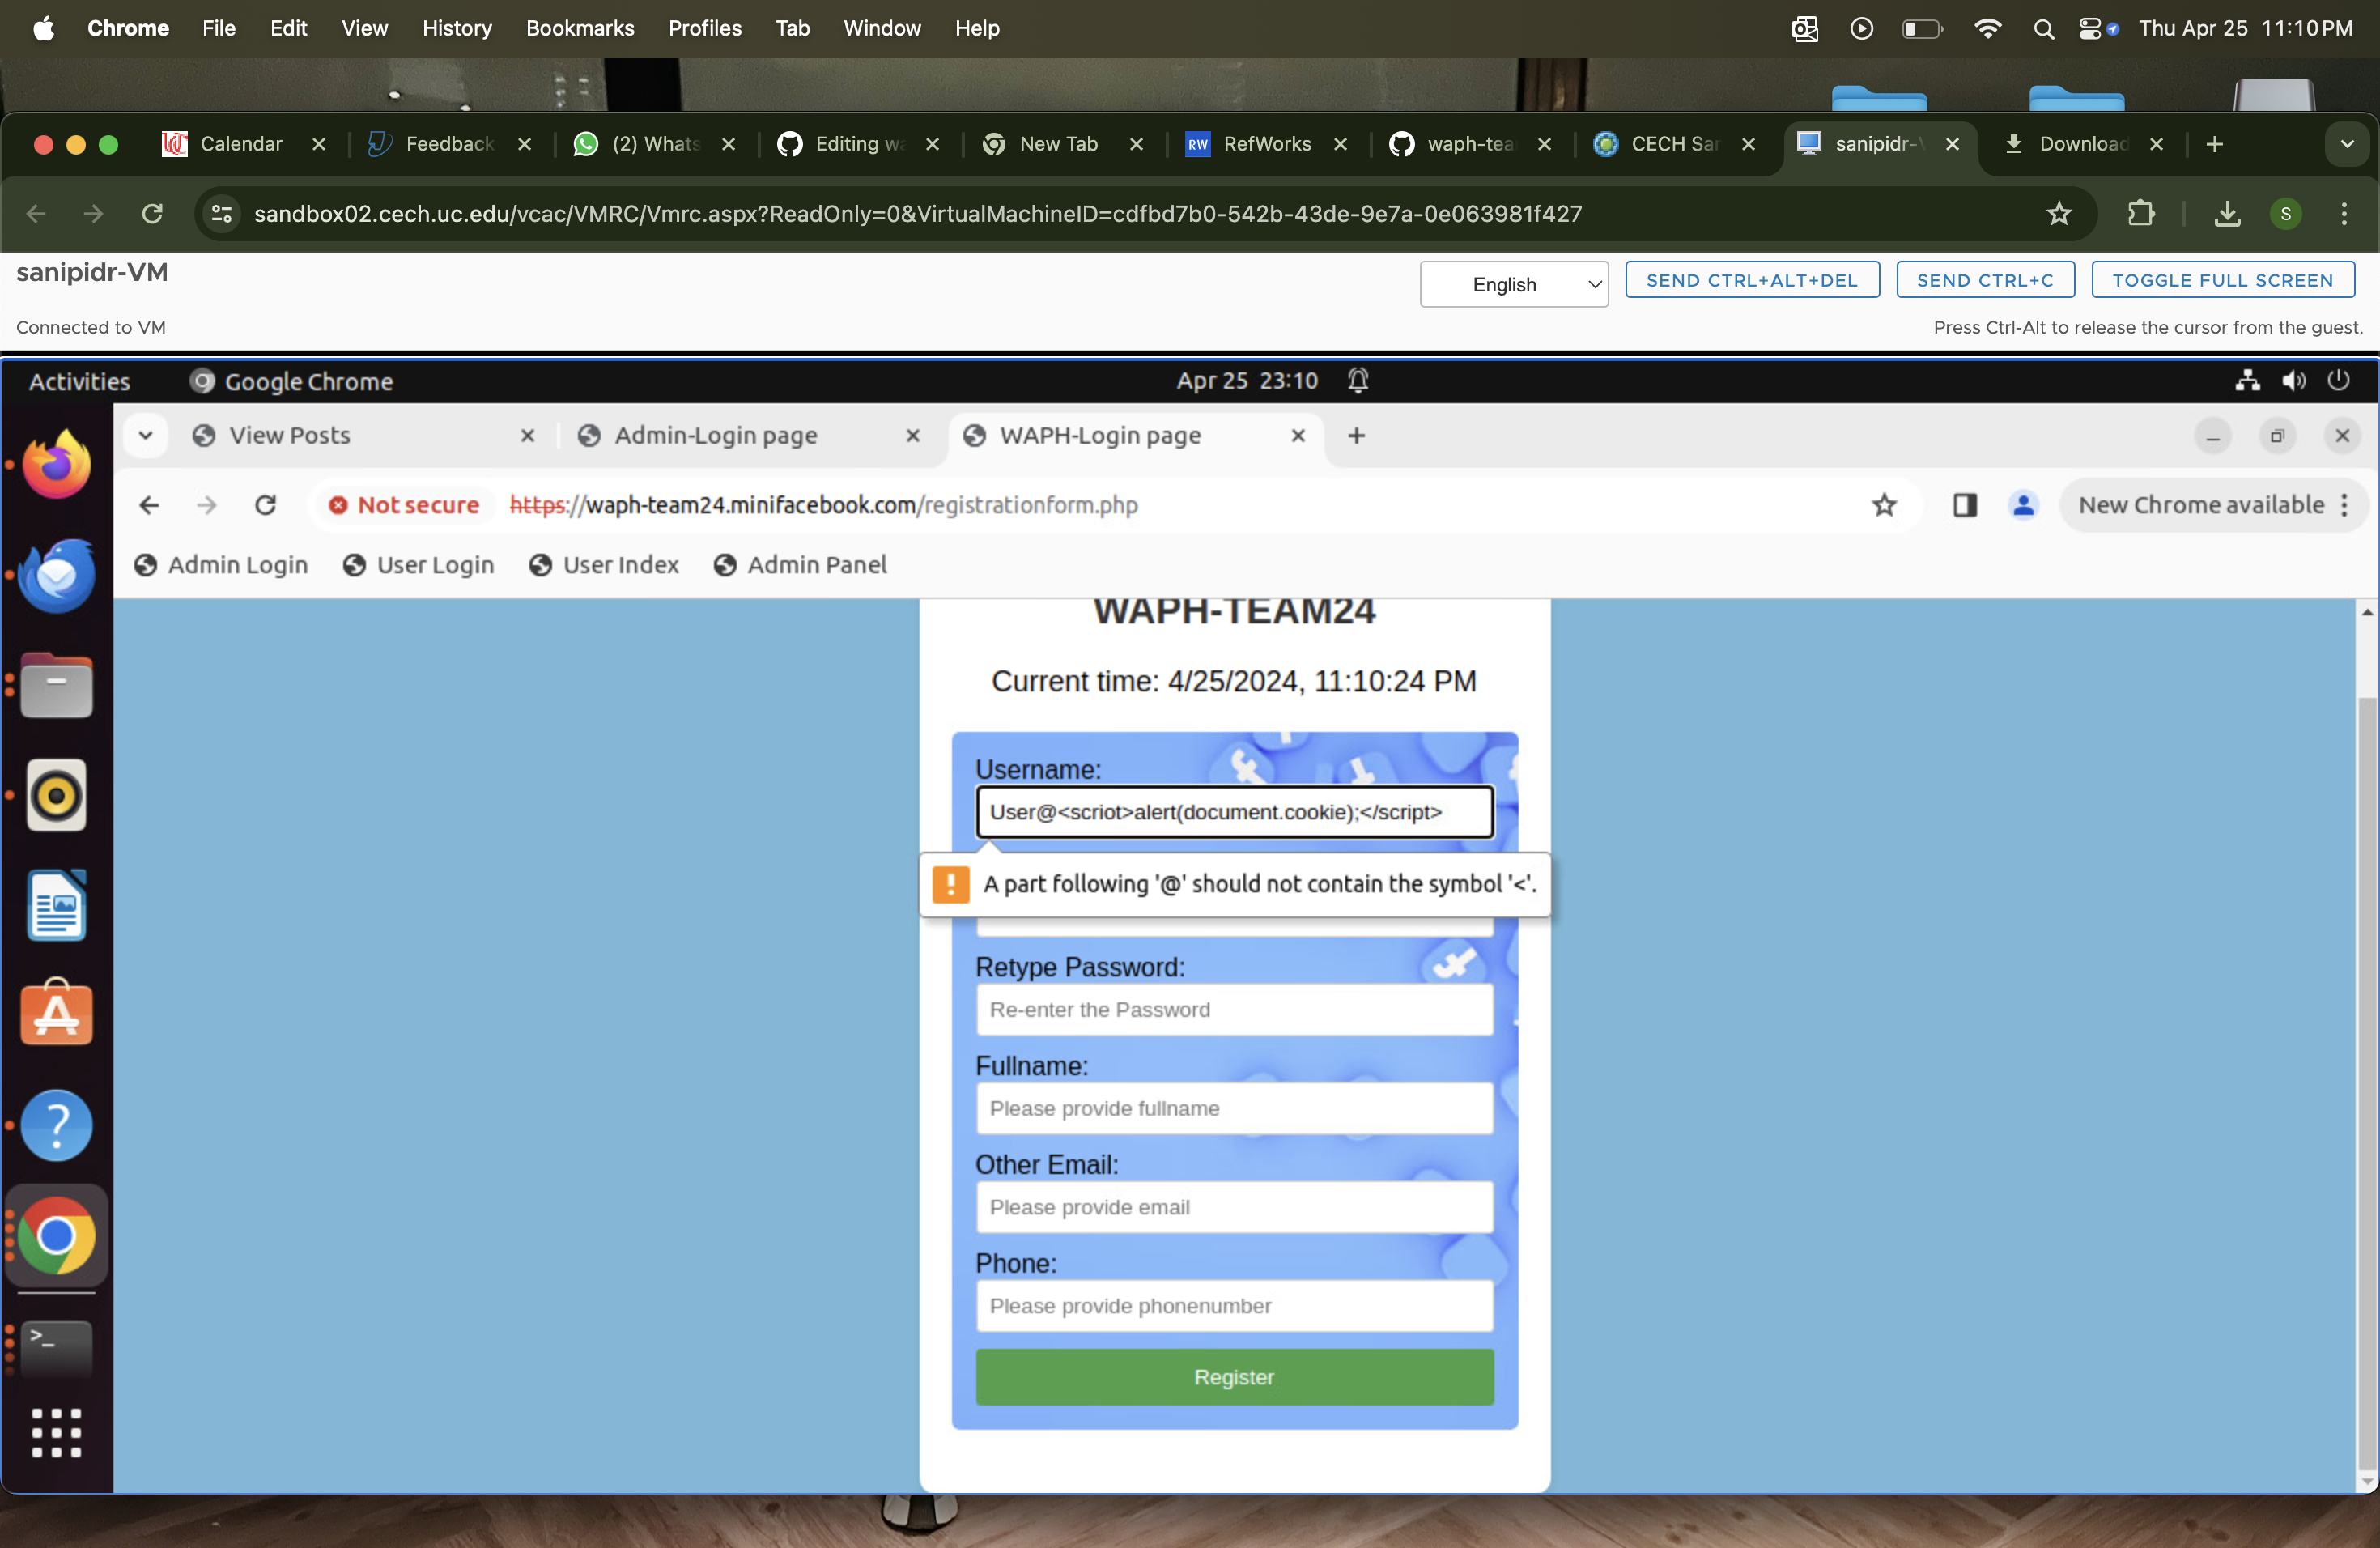 Chrome File Edit View History Bookmarks Profiles Tab Window Help Thu Apr 25 11:10 PM
Calendar Feedback (2) Whats Editing wa New Tab RW RefWorks waph-tea CECH Sar sanipidr-V Download
sandbox02.cech.uc.edu/vcac/VMRC/Vmrc.aspx?ReadOnly=0&VirtualMachineID=cdfbd7b0-542b-43de-9e7a-0e063981f427 S
sanipidr-VM
English SEND CTRL+ALT+DEL SEND CTRL+C TOGGLE FULL SCREEN
Connected to VM Press Ctrl-Alt to release the cursor from the guest.
Activities Google Chrome Apr 25 23:10
View Posts Admin-Login page WAPH-Login page
Not secure https://waph-team24.minifacebook.com/registrationform.php New Chrome available
Admin Login User Login User Index Admin Panel
WAPH-TEAM24
Current time: 4/25/2024, 11:10:24 PM
Username:
User@<scriot>alert(document.cookie);</script>
A part following '@' should not contain the symbol '<'.
Retype Password:
Re-enter the Password
Fullname:
Please provide fullname
Other Email:
Please provide email
Phone:
Please provide phonenumber
Register